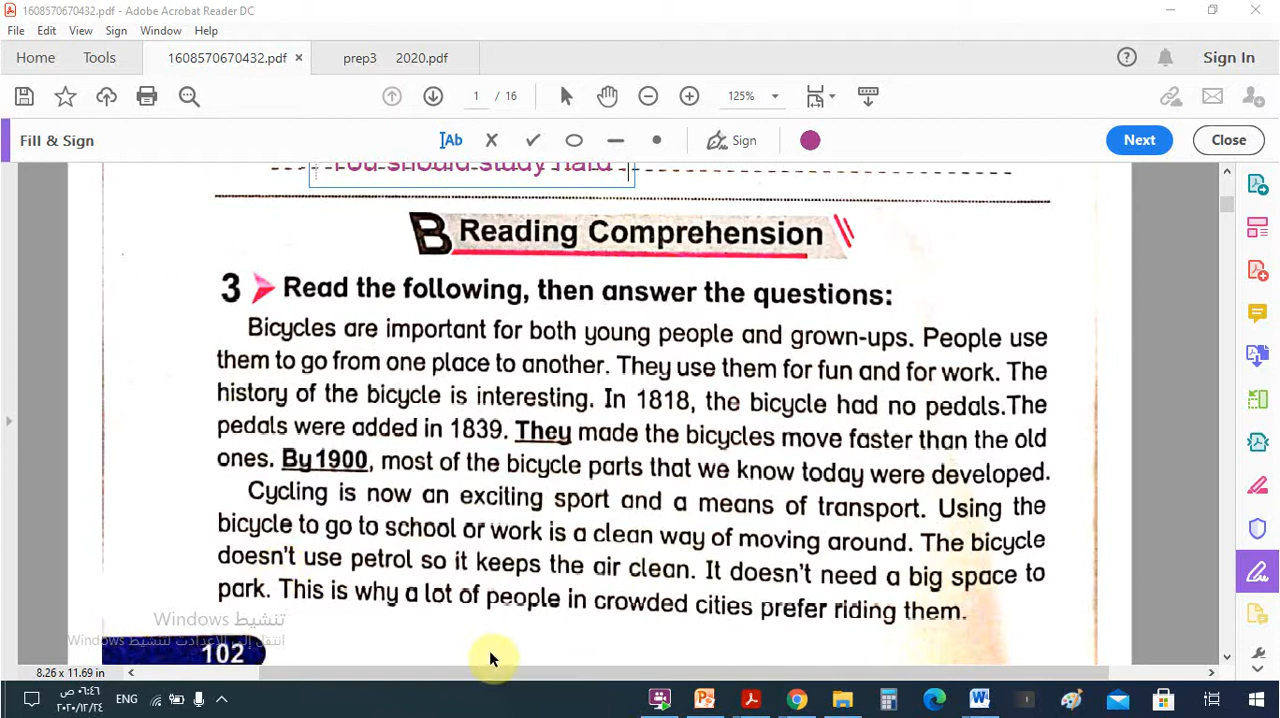 1608570670432.pdf - Adobe Acrobat Reader DC
File Edit View Sign Window Help
Home Tools 1608570670432.pdf × prep3 2020.pdf Sign In
1 / 16 125%
Fill & Sign Ab Sign Next Close
You should study hard
B Reading Comprehension
3 Read the following, then answer the questions:
Bicycles are important for both young people and grown-ups. People use
them to go from one place to another. They use them for fun and for work. The
history of the bicycle is interesting. In 1818, the bicycle had no pedals.The
pedals were added in 1839. They made the bicycles move faster than the old
ones. By 1900, most of the bicycle parts that we know today were developed.
Cycling is now an exciting sport and a means of transport. Using the
bicycle to go to school or work is a clean way of moving around. The bicycle
doesn't use petrol so it keeps the air clean. It doesn't need a big space to
park. This is why a lot of people in crowded cities prefer riding them.
تنشيط Windows
انتقل إلى الإعدادات لتنشيط Windows
102
8.26 x 11.69 in
ENG ٠٦:٤٦ ص
٢٠٢٠/١٢/٢٤